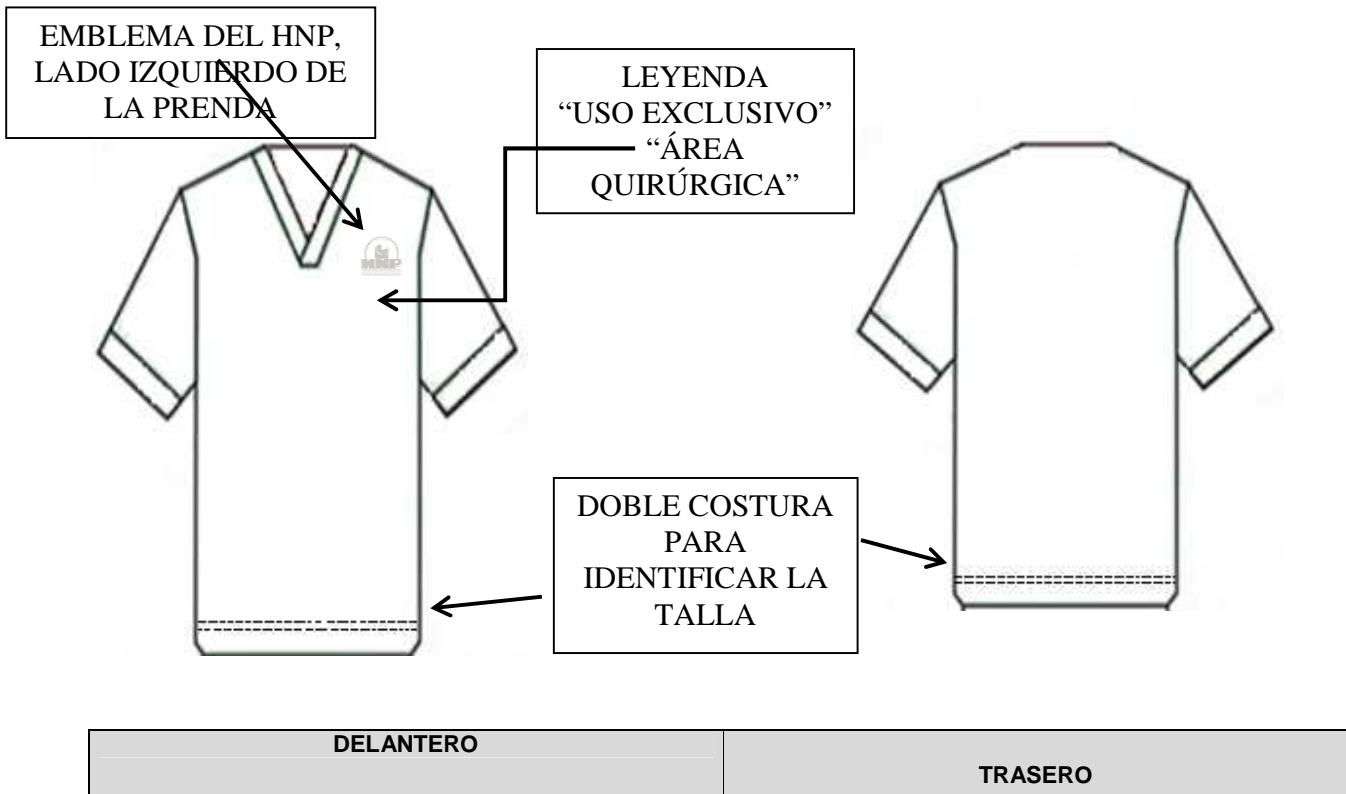 EMBLEMA DEL HNP,
LADO IZQUIERDO DE
LA PRENDA
LEYENDA
“USO EXCLUSIVO”
“ÁREA
QUIRÚRGICA”
HNP
DOBLE COSTURA
PARA
IDENTIFICAR LA
TALLA
DELANTERO
TRASERO